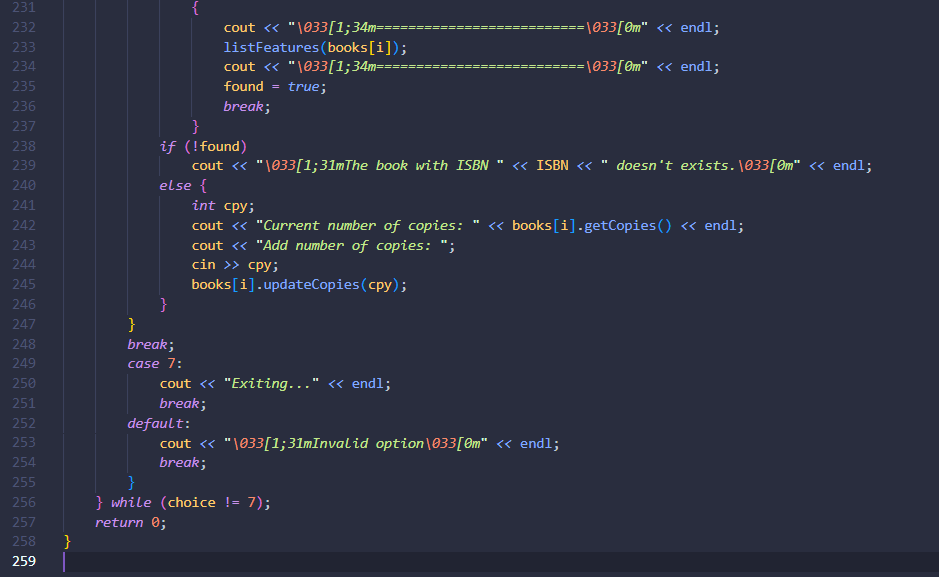 231 {
232 cout << "\033[1;34m==========================\033[0m" << endl;
233 listFeatures(books[i]);
234 cout << "\033[1;34m==========================\033[0m" << endl;
235 found = true;
236 break;
237 }
238 if (!found)
239 cout << "\033[1;31mThe book with ISBN " << ISBN << " doesn't exists.\033[0m" << endl;
240 else {
241 int cpy;
242 cout << "Current number of copies: " << books[i].getCopies() << endl;
243 cout << "Add number of copies: ";
244 cin >> cpy;
245 books[i].updateCopies(cpy);
246 }
247 }
248 break;
249 case 7:
250 cout << "Exiting..." << endl;
251 break;
252 default:
253 cout << "\033[1;31mInvalid option\033[0m" << endl;
254 break;
255 }
256 } while (choice != 7);
257 return 0;
258 }
259